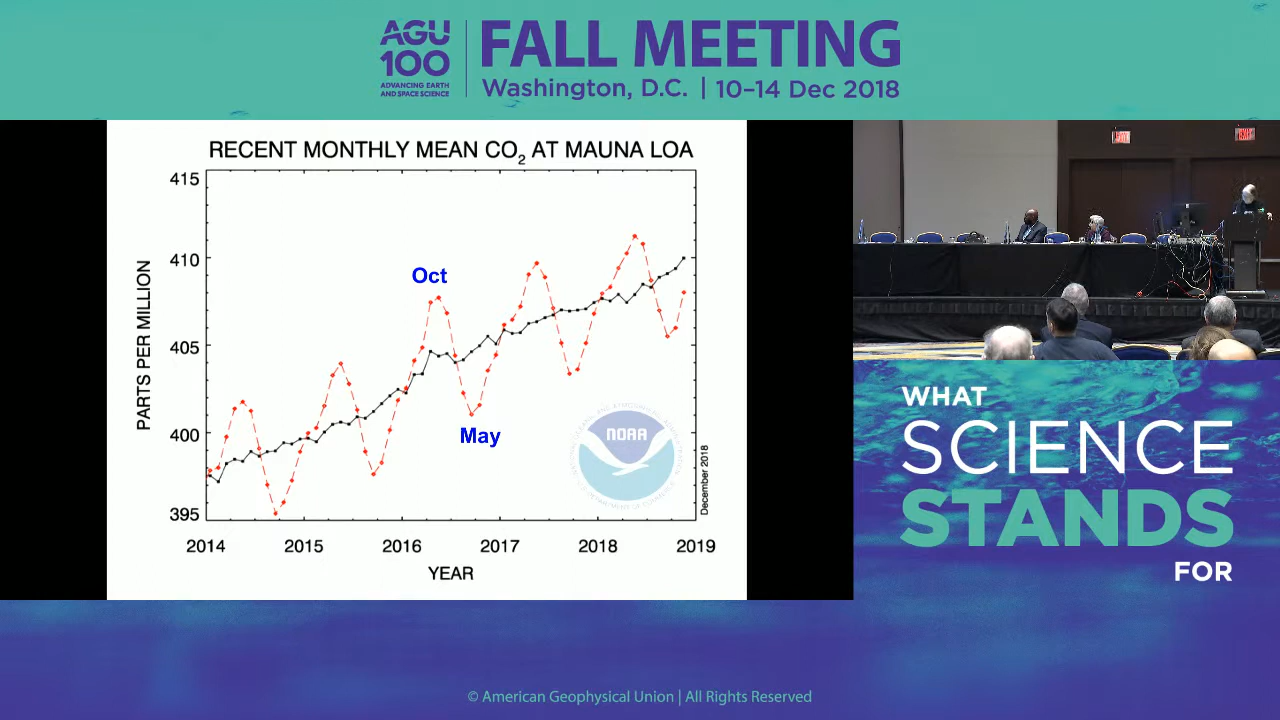 AGU
100
ADVANCING EARTH
AND SPACE SCIENCE
FALL MEETING
Washington, D.C. | 10–14 Dec 2018
RECENT MONTHLY MEAN CO₂ AT MAUNA LOA
PARTS PER MILLION
415
410
405
400
395
Oct
May
NOAA
December 2018
2014 2015 2016 2017 2018 2019
YEAR
WHAT
SCIENCE
STANDS
FOR
© American Geophysical Union | All Rights Reserved